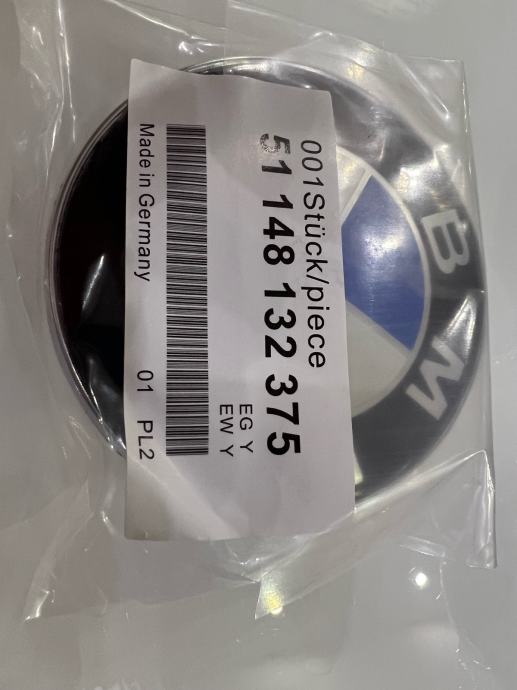 001Stück/piece
51 148 132 375
EG Y
EW Y
Made in Germany
01 PL2
B M